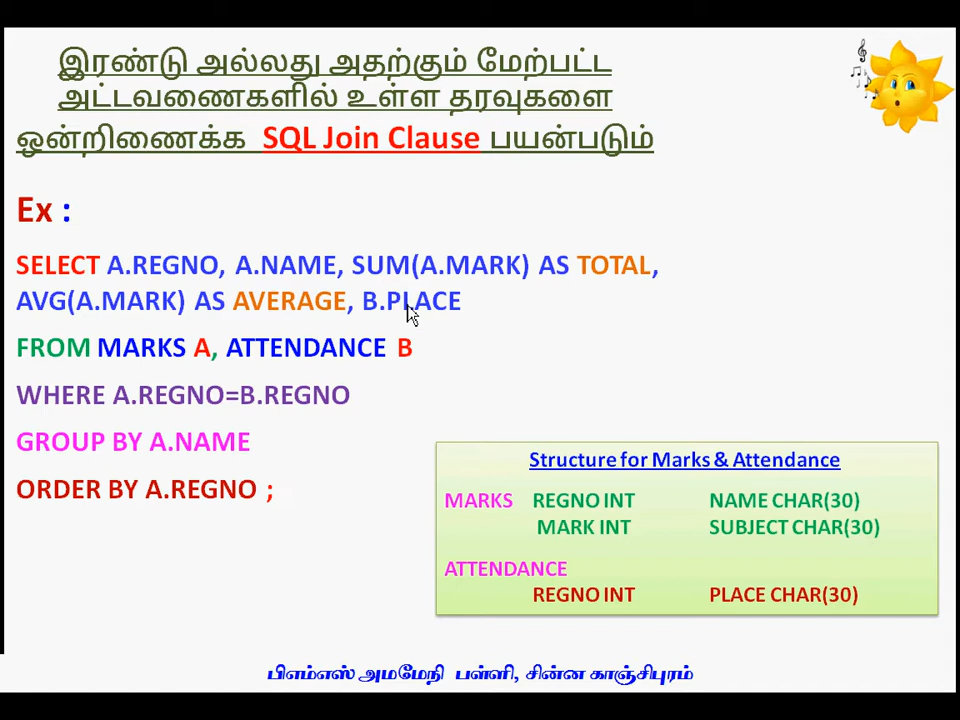 இரண்டு அல்லது அதற்கும் மேற்பட்ட
அட்டவணைகளில் உள்ள தரவுகளை
ஒன்றிணைக்க SQL Join Clause பயன்படும்
Ex :
SELECT A.REGNO, A.NAME, SUM(A.MARK) AS TOTAL,
AVG(A.MARK) AS AVERAGE, B.PLACE
FROM MARKS A, ATTENDANCE B
WHERE A.REGNO=B.REGNO
GROUP BY A.NAME
ORDER BY A.REGNO ;
Structure for Marks & Attendance
MARKS REGNO INT NAME CHAR(30)
MARK INT SUBJECT CHAR(30)
ATTENDANCE
REGNO INT PLACE CHAR(30)
பிஎம்எஸ் அமமேநி பள்ளி, சின்ன காஞ்சிபுரம்